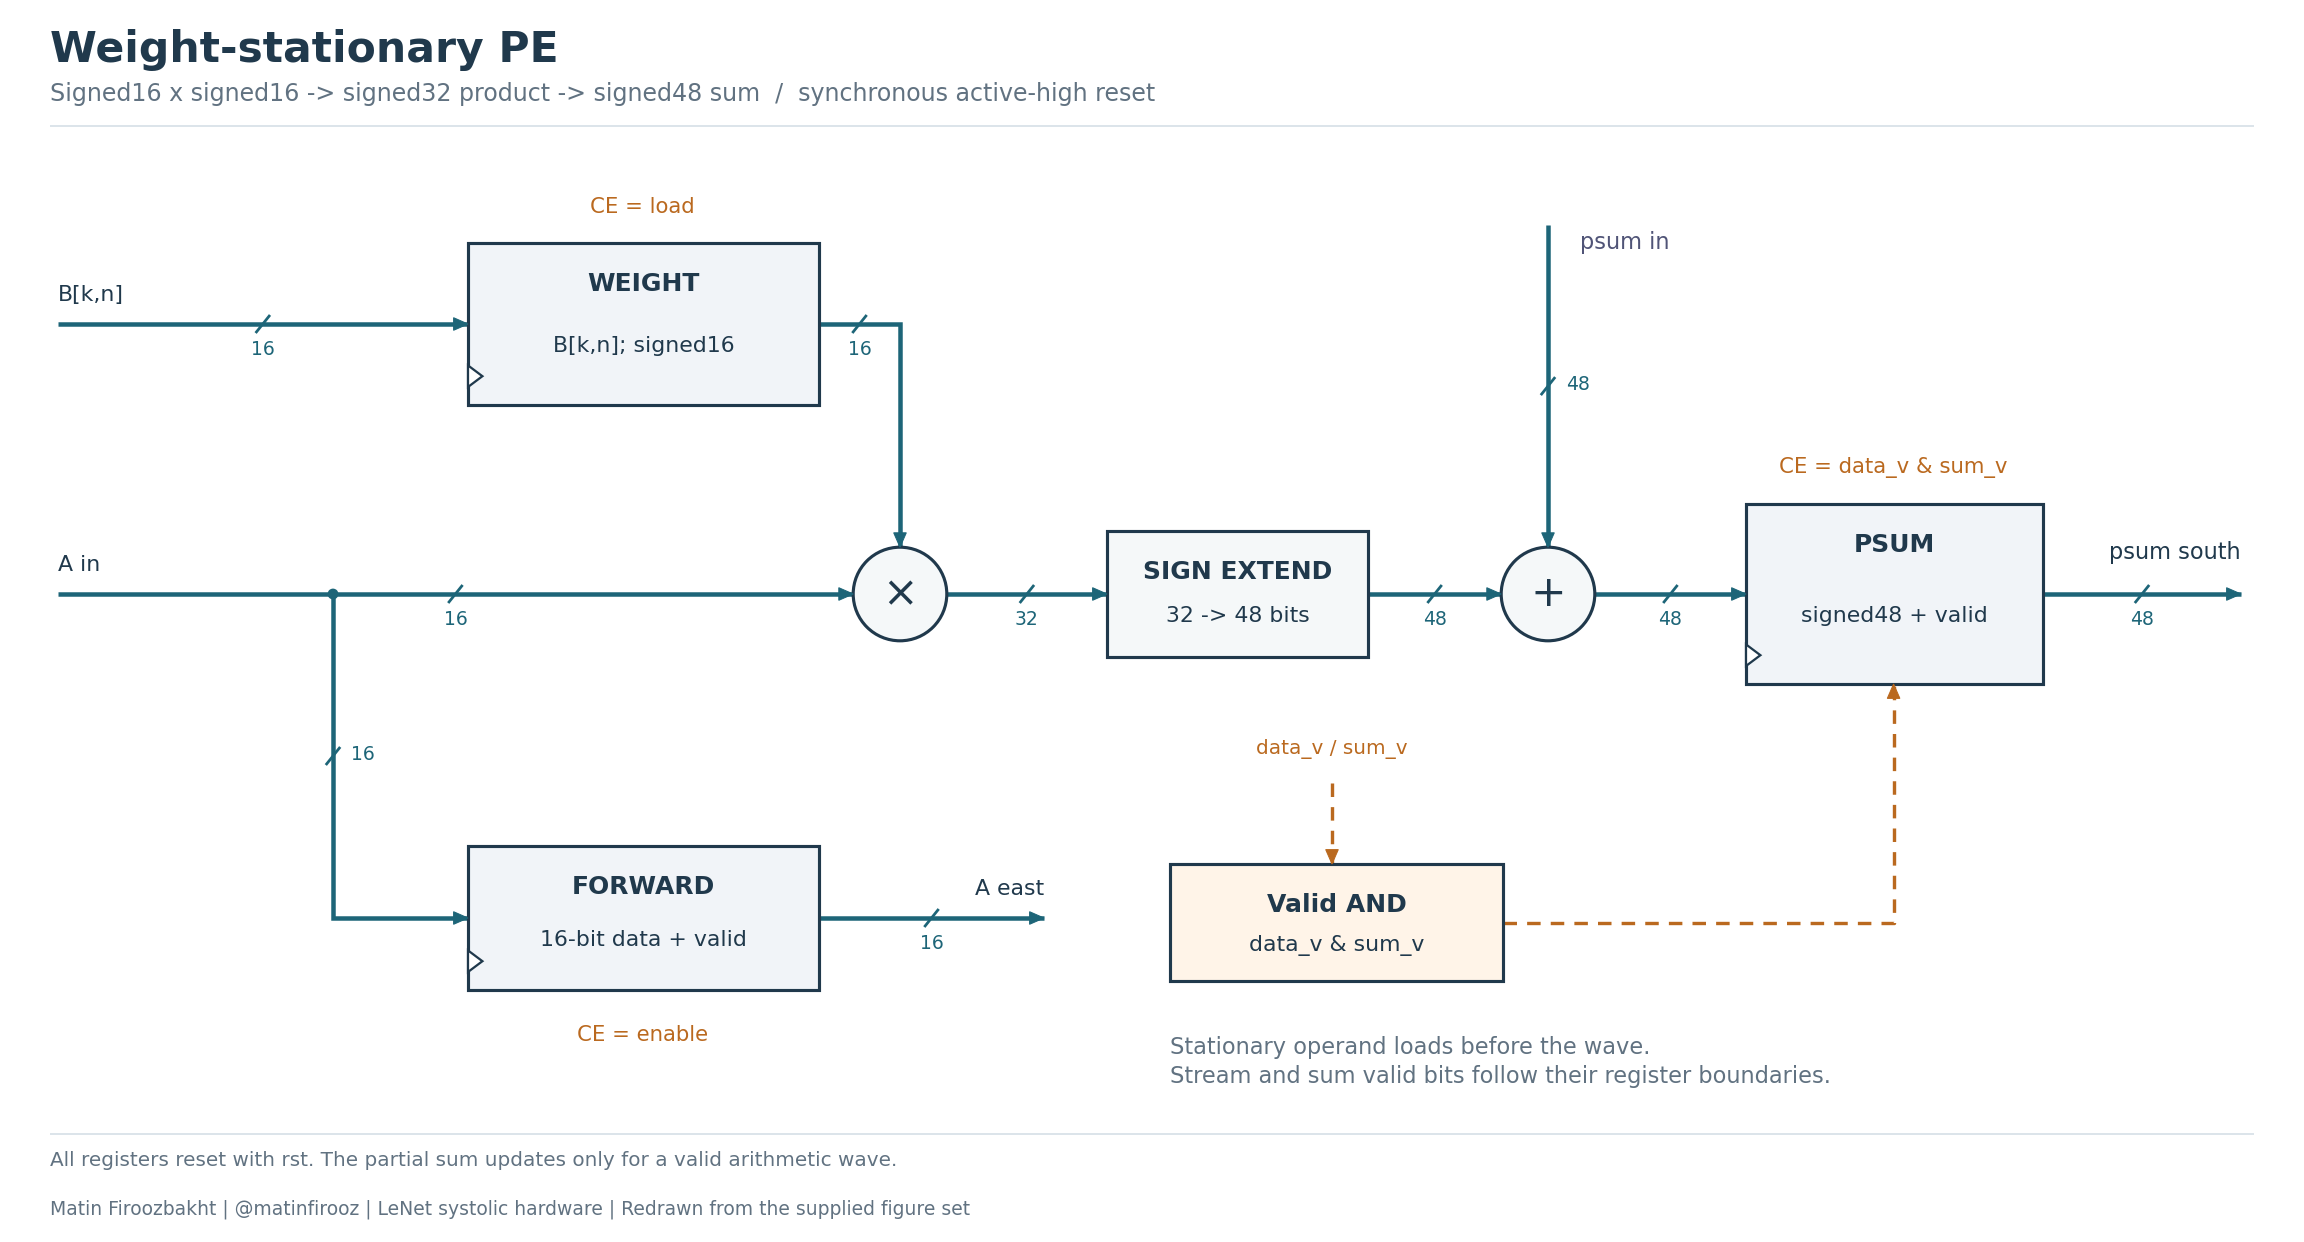 Weight-stationary PE
Signed16 x signed16 -> signed32 product -> signed48 sum / synchronous active-high reset
CE = load
WEIGHT
B[k,n]; signed16
B[k,n]
16
16
psum in
48
CE = data_v & sum_v
PSUM
signed48 + valid
psum south
48
A in
16
×
32
SIGN EXTEND
32 -> 48 bits
48
+
48
16
data_v / sum_v
FORWARD
16-bit data + valid
A east
16
CE = enable
Valid AND
data_v & sum_v
Stationary operand loads before the wave.
Stream and sum valid bits follow their register boundaries.
All registers reset with rst. The partial sum updates only for a valid arithmetic wave.
Matin Firoozbakht | @matinfirooz | LeNet systolic hardware | Redrawn from the supplied figure set